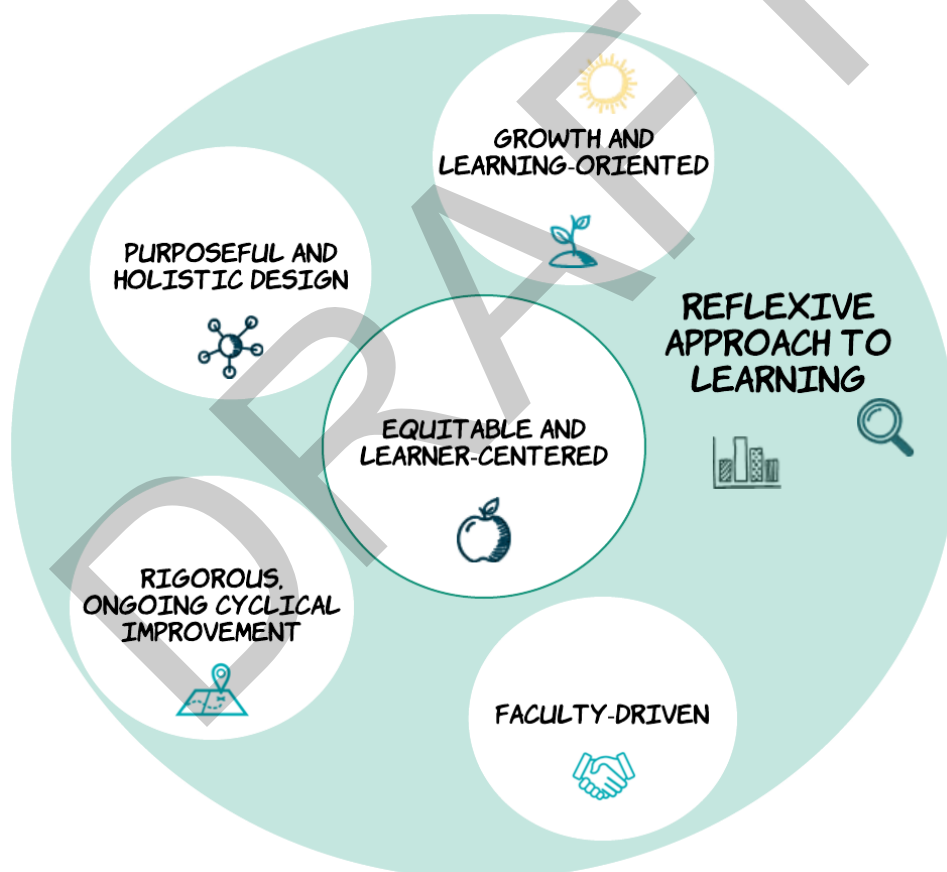 GROWTH AND
LEARNING-ORIENTED
PURPOSEFUL AND
HOLISTIC DESIGN
REFLEXIVE
APPROACH TO
LEARNING
EQUITABLE AND
LEARNER-CENTERED
RIGOROUS,
ONGOING CYCLICAL
IMPROVEMENT
FACULTY-DRIVEN
DRAFT